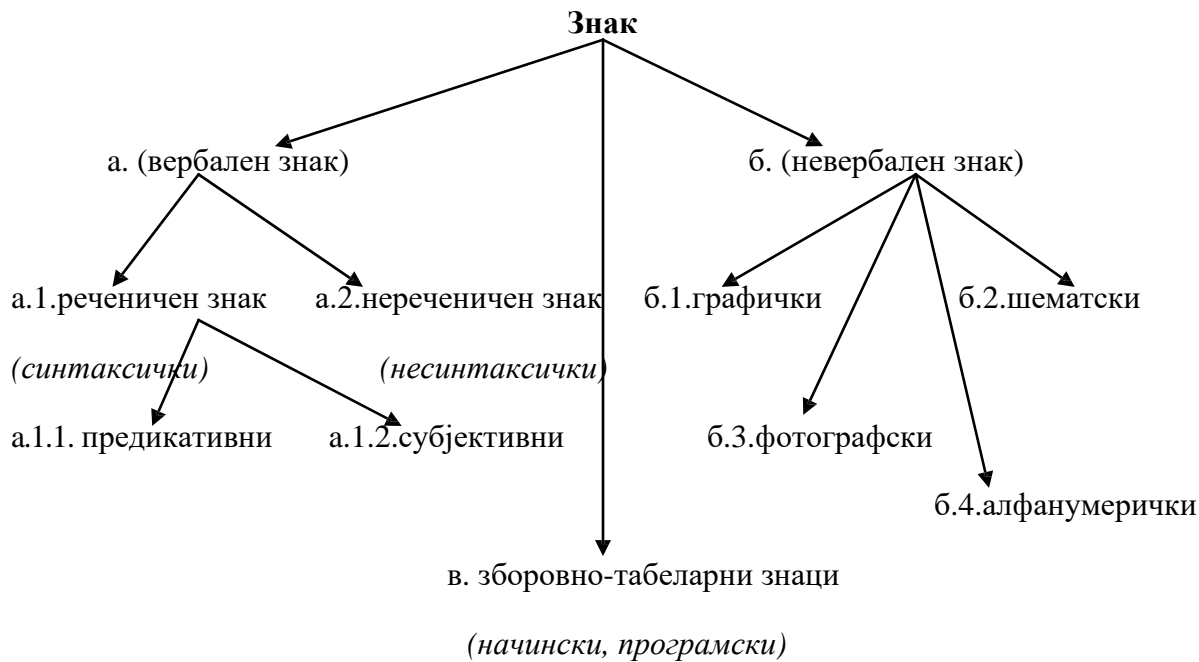 Знак
а. (вербален знак) б. (невербален знак)
а.1.реченичен знак а.2.нереченичен знак б.1.графички б.2.шематски
(синтаксички) (несинтаксички)
а.1.1. предикативни а.1.2.субјективни б.3.фотографски
б.4.алфанумерички
в. зборовно-табеларни знаци
(начински, програмски)